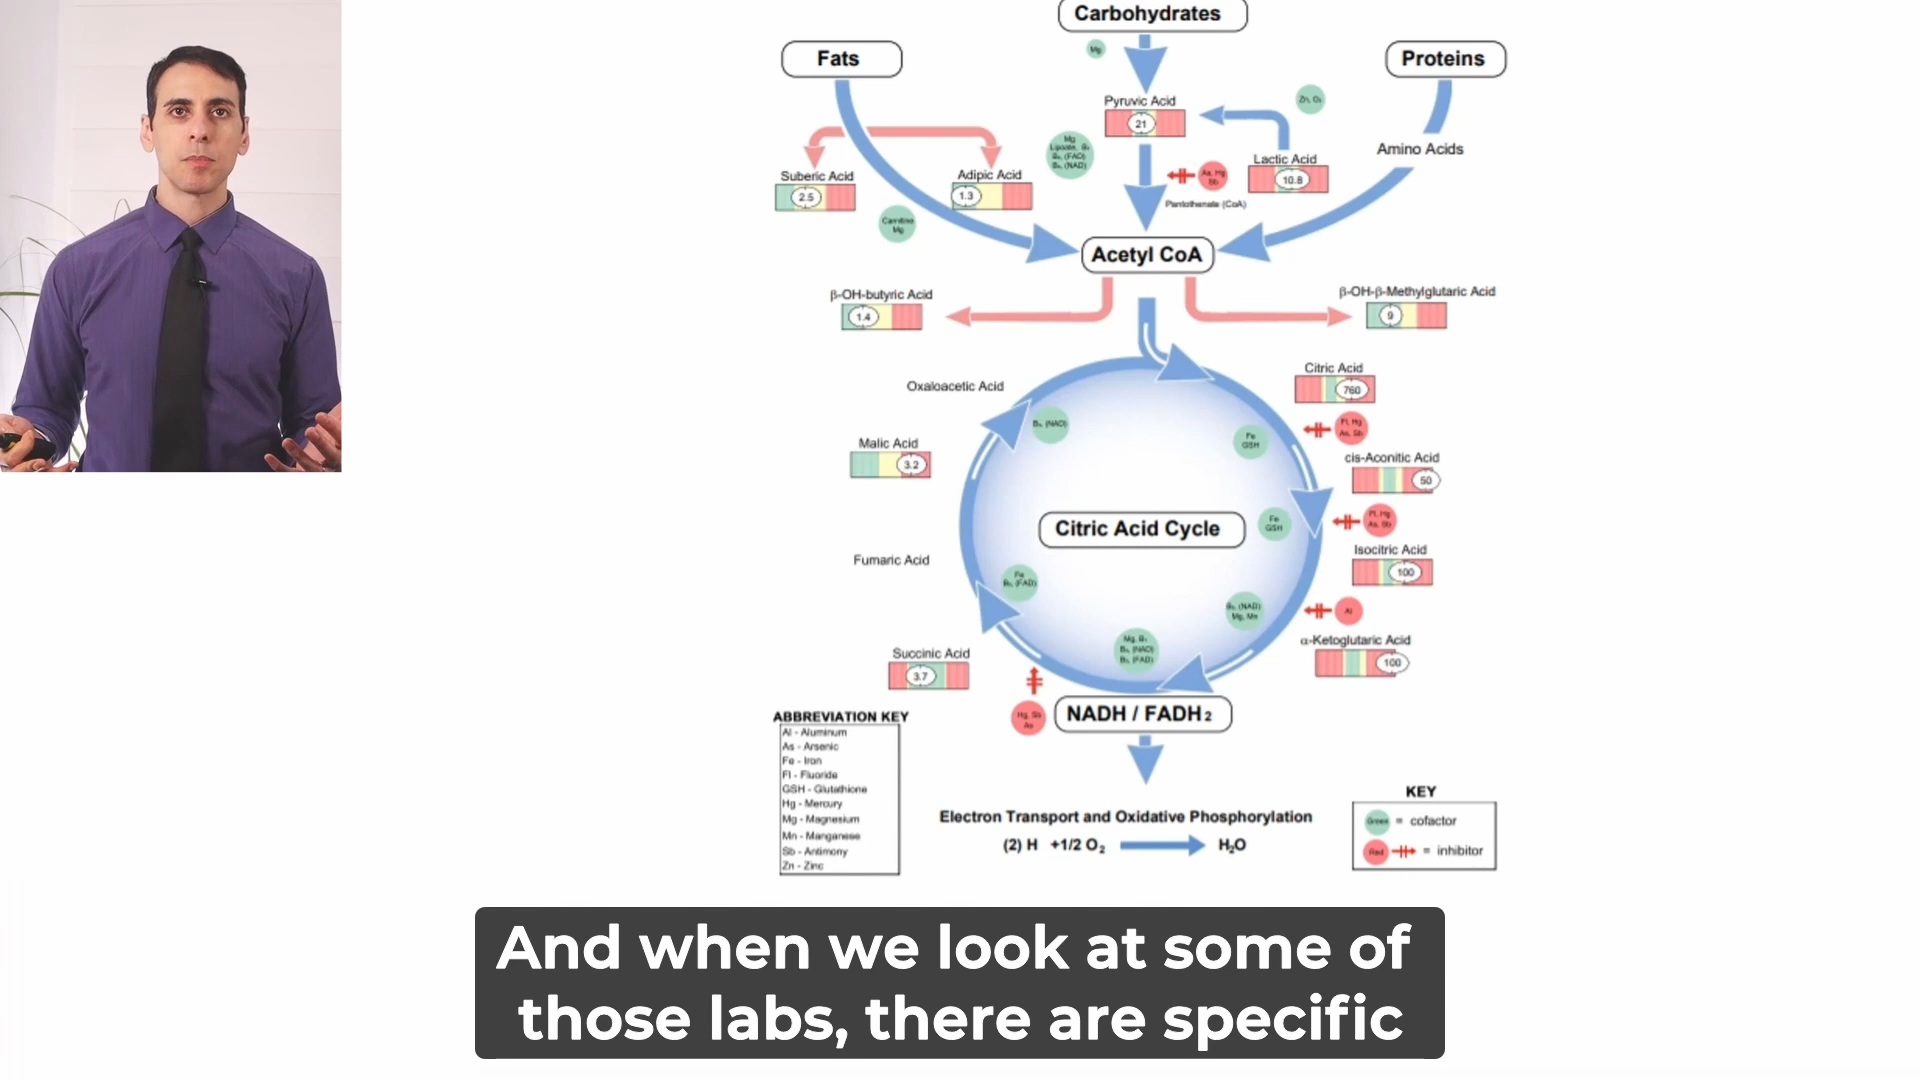 Carbohydrates
Fats
Proteins
Mg
Pyruvic Acid
21
Zn, O₂
Mg
Lipoate, B₁
B₂, (FAD)
B₃, (NAD)
Amino Acids
Lactic Acid
10.8
As, Hg
Sb
Suberic Acid
2.5
Adipic Acid
1.3
Pantothenate (CoA)
Carnitine
Mg
Acetyl CoA
β-OH-butyric Acid
1.4
β-OH-β-Methylglutaric Acid
9
Citric Acid
760
Oxaloacetic Acid
B₃, (NAD)
Fe
GSH
Fl, Hg
As, Sb
Malic Acid
3.2
cis-Aconitic Acid
50
Citric Acid Cycle
Fe
GSH
Fl, Hg
As, Sb
Isocitric Acid
100
Fumaric Acid
Fe
B₂, (FAD)
B₃, (NAD)
Mg, Mn
Al
α-Ketoglutaric Acid
100
Mg, B₁
B₃, (NAD)
B₂, (FAD)
Succinic Acid
3.7
Hg, Sb
As
NADH / FADH₂
ABBREVIATION KEY
Al - Aluminum
As - Arsenic
Fe - Iron
Fl - Fluoride
GSH - Glutathione
Hg - Mercury
Mg - Magnesium
Mn - Manganese
Sb - Antimony
Zn - Zinc
Electron Transport and Oxidative Phosphorylation
(2) H +1/2 O₂ H₂O
KEY
Green = cofactor
Red = inhibitor
And when we look at some of
those labs, there are specific